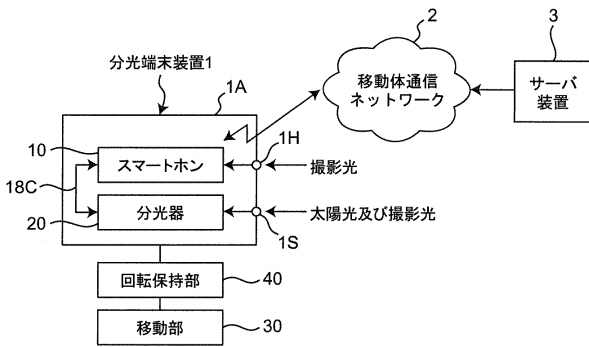 2
3
分光端末装置1
1A
移動体通信
ネットワーク
サーバ
装置
10
スマートホン
1H
撮影光
18C
分光器
太陽光及び撮影光
20
1S
回転保持部
40
移動部
30